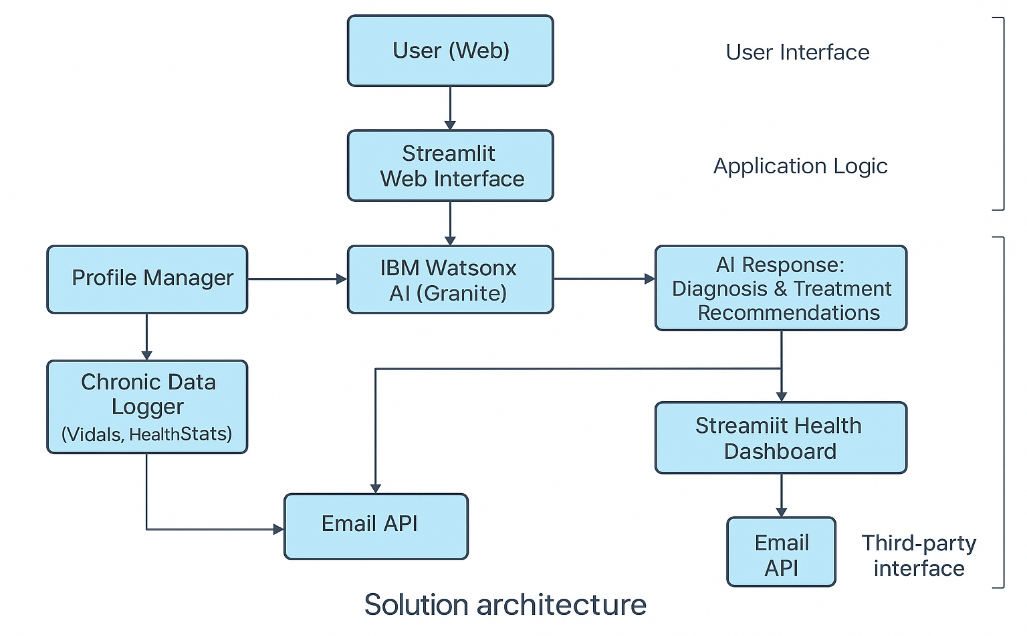 User (Web)
User Interface
Streamlit
Web Interface
Application Logic
Profile Manager
IBM Watsonx
AI (Granite)
AI Response:
Diagnosis & Treatment
Recommendations
Chronic Data
Logger
(Vidals, HealthStats)
Streamiit Health
Dashboard
Email API
Email
API
Third-party
interface
Solution architecture